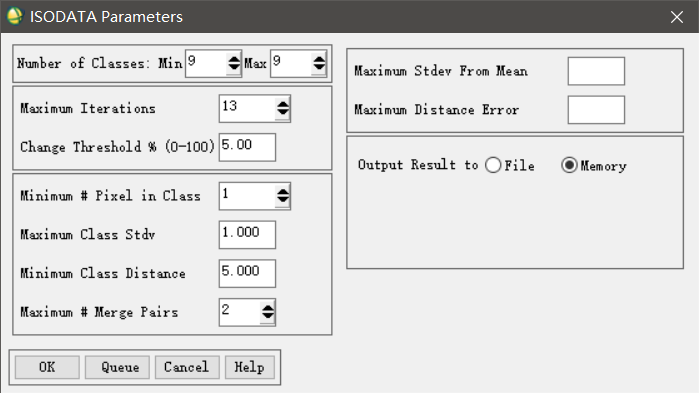 ISODATA Parameters
Number of Classes: Min 9 Max 9
Maximum Iterations 13
Change Threshold % (0-100) 5.00
Minimum # Pixel in Class 1
Maximum Class Stdv 1.000
Minimum Class Distance 5.000
Maximum # Merge Pairs 2
Maximum Stdev From Mean
Maximum Distance Error
Output Result to File Memory
OK Queue Cancel Help